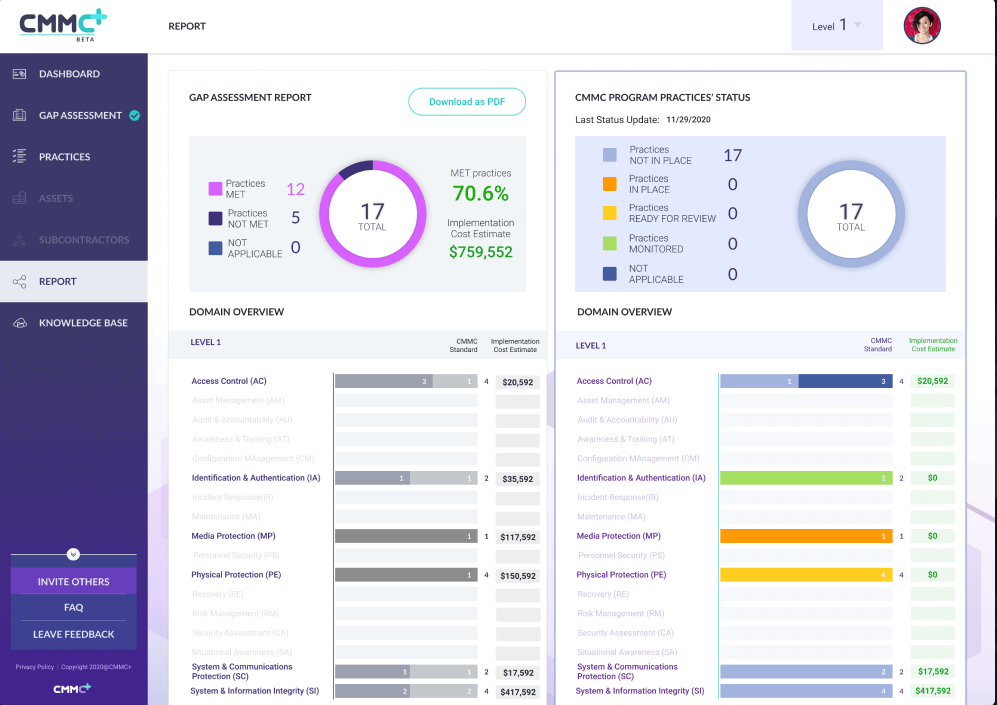 CMMC+
BETA
REPORT
Level 1
DASHBOARD
GAP ASSESSMENT
PRACTICES
ASSETS
SUBCONTRACTORS
REPORT
KNOWLEDGE BASE
INVITE OTHERS
FAQ
LEAVE FEEDBACK
Privacy Policy | Copyright 2020@CMMC+
CMMC+
GAP ASSESSMENT REPORT
Download as PDF
Practices
MET
12
Practices
NOT MET
5
NOT
APPLICABLE
0
17
TOTAL
MET practices
70.6%
Implementation
Cost Estimate
$759,552
DOMAIN OVERVIEW
LEVEL 1
CMMC
Standard
Implementation
Cost Estimate
Access Control (AC) 3 1 4 $20,592
Asset Management (AM)
Audit & Accountability (AU)
Awareness & Training (AT)
Configuration MAnagement (CM)
Identification & Authentication (IA) 1 1 2 $35,592
Incident Response(IR)
Maintenance (MA)
Media Protection (MP) 1 1 $117,592
Personnel Security (PS)
Physical Protection (PE) 1 4 $150,592
Recovery (RE)
Risk Management (RM)
Security Assessment (CA)
Situational Awareness (SA)
System & Communications
Protection (SC) 1 1 2 $17,592
System & Information Integrity (SI) 2 2 4 $417,592
CMMC PROGRAM PRACTICES' STATUS
Last Status Update: 11/29/2020
Practices
NOT IN PLACE
17
Practices
IN PLACE
0
Practices
READY FOR REVIEW
0
Practices
MONITORED
0
NOT
APPLICABLE
0
17
TOTAL
DOMAIN OVERVIEW
LEVEL 1
CMMC
Standard
Implementation
Cost Estimate
Access Control (AC) 1 3 4 $20,592
Asset Management (AM)
Audit & Accountability (AU)
Awareness & Training (AT)
Configuration MAnagement (CM)
Identification & Authentication (IA) 2 2 $0
Incident Response(IR)
Maintenance (MA)
Media Protection (MP) 1 1 $0
Personnel Security (PS)
Physical Protection (PE) 4 4 $0
Recovery (RE)
Risk Management (RM)
Security Assessment (CA)
Situational Awareness (SA)
System & Communications
Protection (SC) 2 2 $17,592
System & Information Integrity (SI) 4 4 $417,592